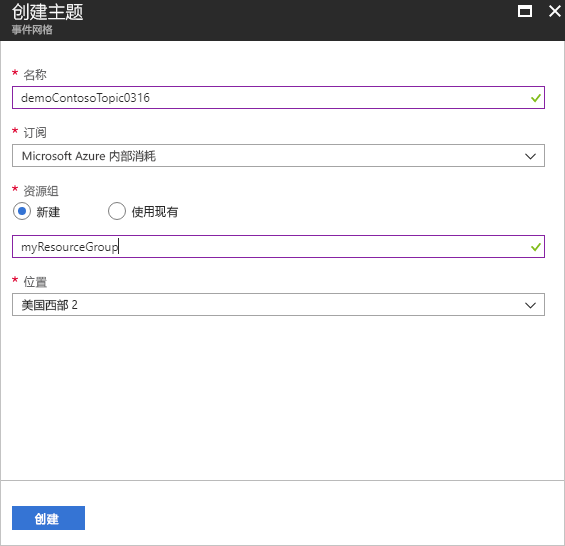 创建主题
事件网格
* 名称
demoContosoTopic0316
* 订阅
Microsoft Azure 内部消耗
* 资源组
新建 使用现有
myResourceGroup
* 位置
美国西部 2
创建